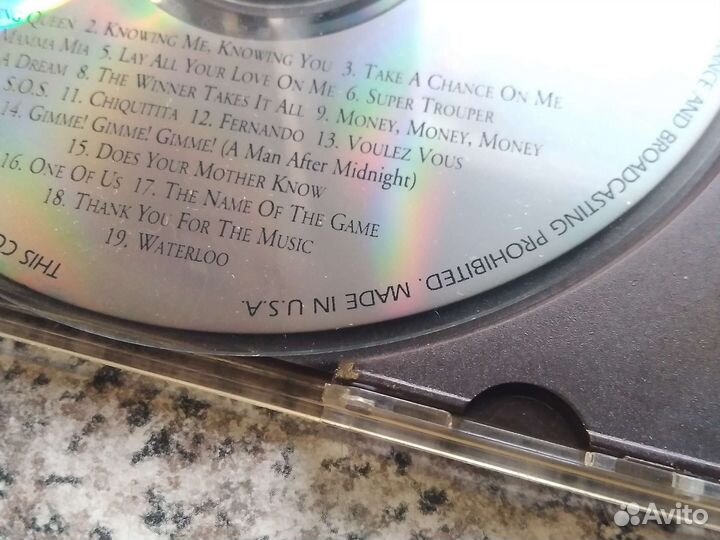 Queen 2. Knowing Me, Knowing You 3. Take A Chance On Me
Mamma Mia 5. Lay All Your Love On Me 6. Super Trouper
A Dream 8. The Winner Takes It All 9. Money, Money, Money
S.O.S. 11. Chiquitita 12. Fernando 13. Voulez Vous
14. Gimme! Gimme! Gimme! (A Man After Midnight)
15. Does Your Mother Know
16. One Of Us 17. The Name Of The Game
18. Thank You For The Music
19. Waterloo
AND BROADCASTING PROHIBITED. MADE IN U.S.A.
THIS
Avito